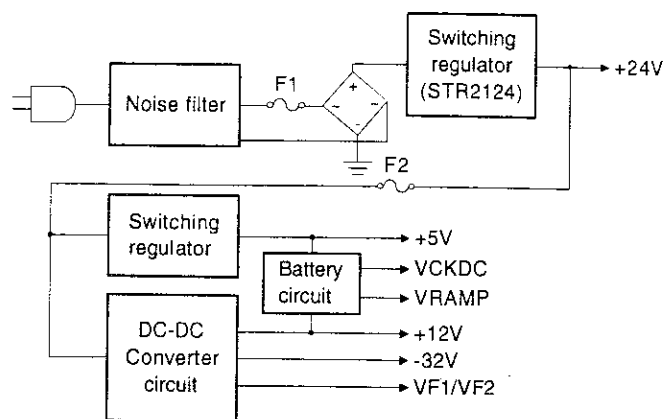 Switching
regulator
(STR2124)
+24V
F1
Noise filter
+
~
~
-
F2
Switching
regulator
+5V
Battery
circuit
VCKDC
VRAMP
DC-DC
Converter
circuit
+12V
-32V
VF1/VF2